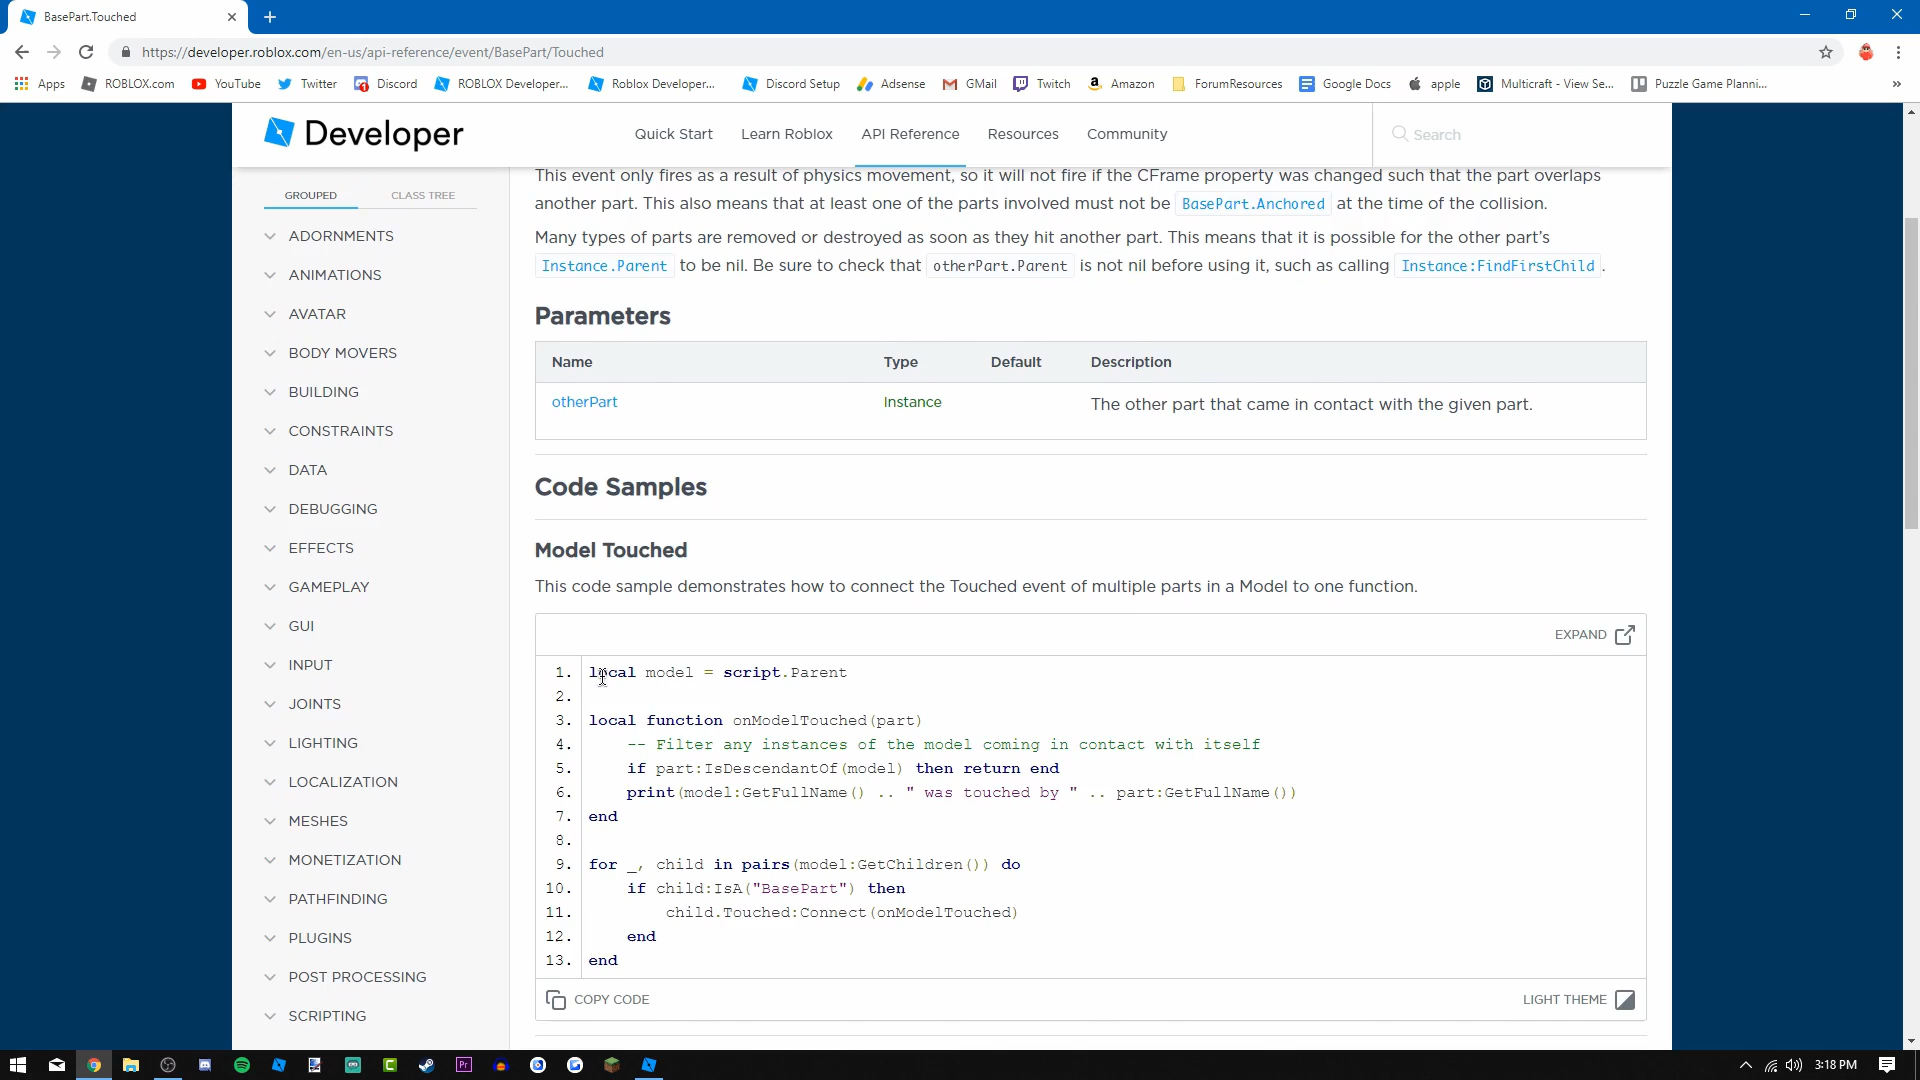 BasePart.Touched
https://developer.roblox.com/en-us/api-reference/event/BasePart/Touched
Apps ROBLOX.com YouTube Twitter Discord ROBLOX Developer... Roblox Developer... Discord Setup Adsense GMail Twitch Amazon ForumResources Google Docs apple Multicraft - View Se... Puzzle Game Planni... »
Developer Quick Start Learn Roblox API Reference Resources Community Search
GROUPED CLASS TREE
ADORNMENTS
ANIMATIONS
AVATAR
BODY MOVERS
BUILDING
CONSTRAINTS
DATA
DEBUGGING
EFFECTS
GAMEPLAY
GUI
INPUT
JOINTS
LIGHTING
LOCALIZATION
MESHES
MONETIZATION
PATHFINDING
PLUGINS
POST PROCESSING
SCRIPTING
This event only fires as a result of physics movement, so it will not fire if the CFrame property was changed such that the part overlaps
another part. This also means that at least one of the parts involved must not be BasePart.Anchored at the time of the collision.
Many types of parts are removed or destroyed as soon as they hit another part. This means that it is possible for the other part's
Instance.Parent to be nil. Be sure to check that otherPart.Parent is not nil before using it, such as calling Instance:FindFirstChild .
Parameters
Name Type Default Description
otherPart Instance The other part that came in contact with the given part.
Code Samples
Model Touched
This code sample demonstrates how to connect the Touched event of multiple parts in a Model to one function.
EXPAND
1. local model = script.Parent
2.
3. local function onModelTouched(part)
4. -- Filter any instances of the model coming in contact with itself
5. if part:IsDescendantOf(model) then return end
6. print(model:GetFullName() .. " was touched by " .. part:GetFullName())
7. end
8.
9. for _, child in pairs(model:GetChildren()) do
10. if child:IsA("BasePart") then
11. child.Touched:Connect(onModelTouched)
12. end
13. end
COPY CODE LIGHT THEME
Pr 3:18 PM